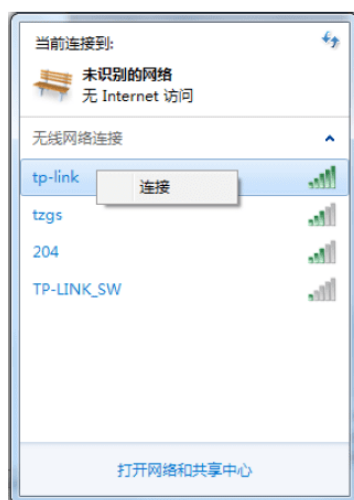 当前连接到:
未识别的网络
无 Internet 访问
无线网络连接
tp-link
连接
tzgs
204
TP-LINK_SW
打开网络和共享中心